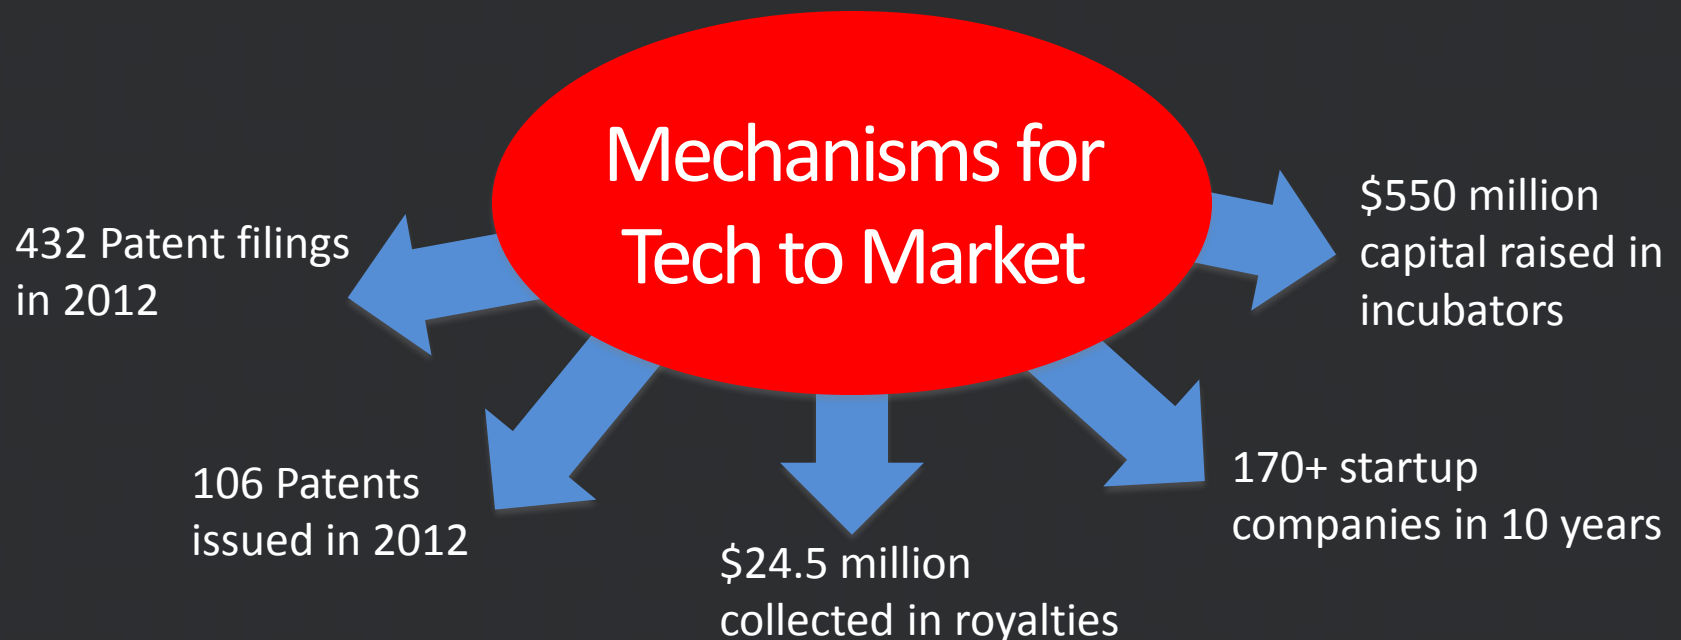 Mechanisms for
Tech to Market
432 Patent filings
in 2012
106 Patents
issued in 2012
$24.5 million
collected in royalties
170+ startup
companies in 10 years
$550 million
capital raised in
incubators